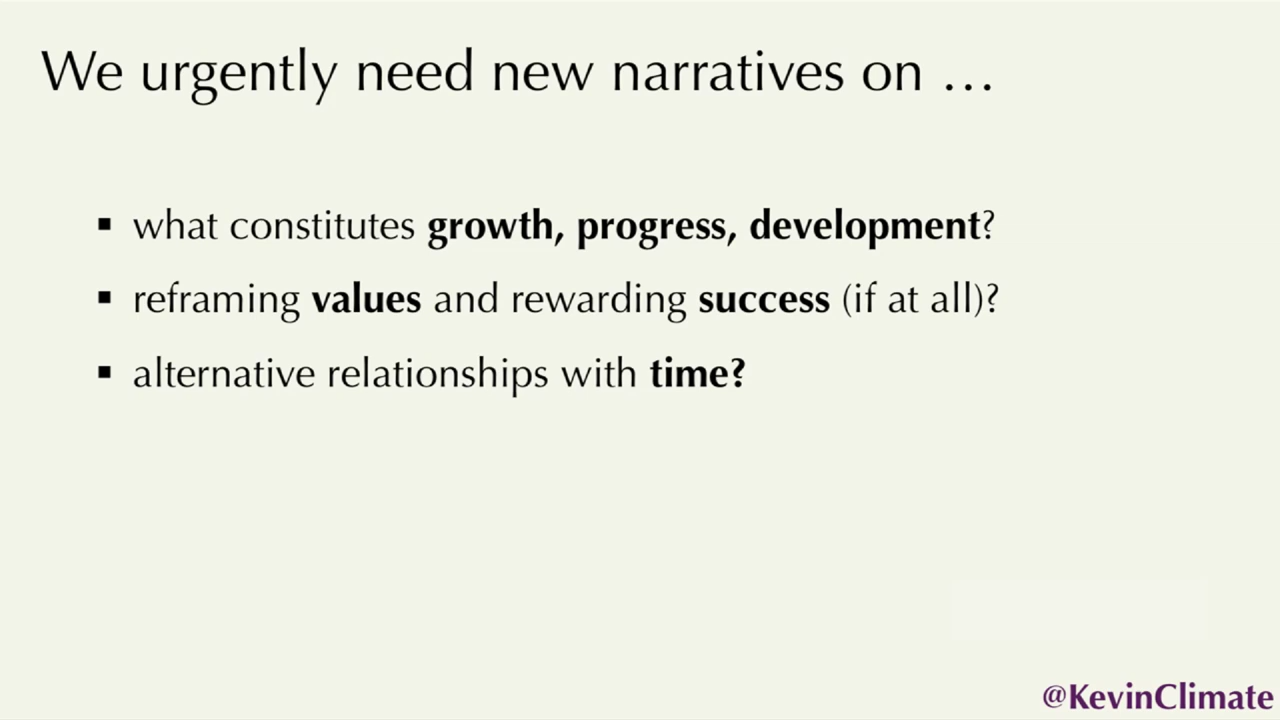 We urgently need new narratives on …
▪ what constitutes growth, progress, development?
▪ reframing values and rewarding success (if at all)?
▪ alternative relationships with time?
@KevinClimate